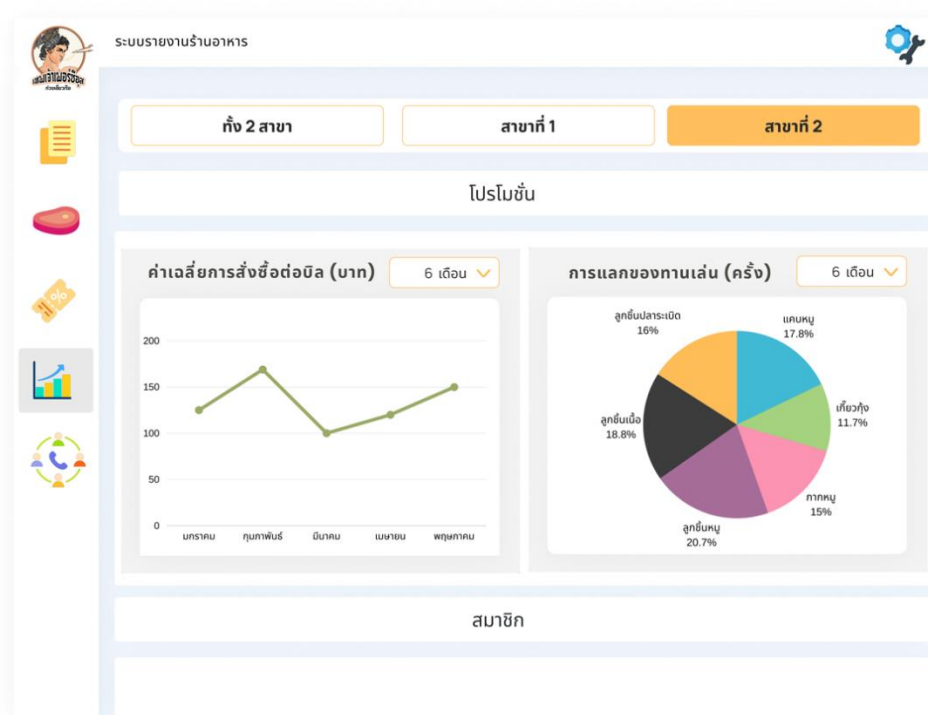 ระบบรายงานร้านอาหาร
ทั้ง 2 สาขา
สาขาที่ 1
สาขาที่ 2
โปรโมชั่น
ค่าเฉลี่ยการสั่งซื้อต่อบิล (บาท)
6 เดือน
200
150
100
50
0
มกราคม
กุมภาพันธ์
มีนาคม
เมษายน
พฤษภาคม
การแลกของทานเล่น (ครั้ง)
6 เดือน
ลูกชิ้นปลาระเบิด
16%
แคบหมู
17.8%
เกี๊ยวกุ้ง
11.7%
ลูกชิ้นเนื้อ
18.8%
กากหมู
15%
ลูกชิ้นหมู
20.7%
สมาชิก
%